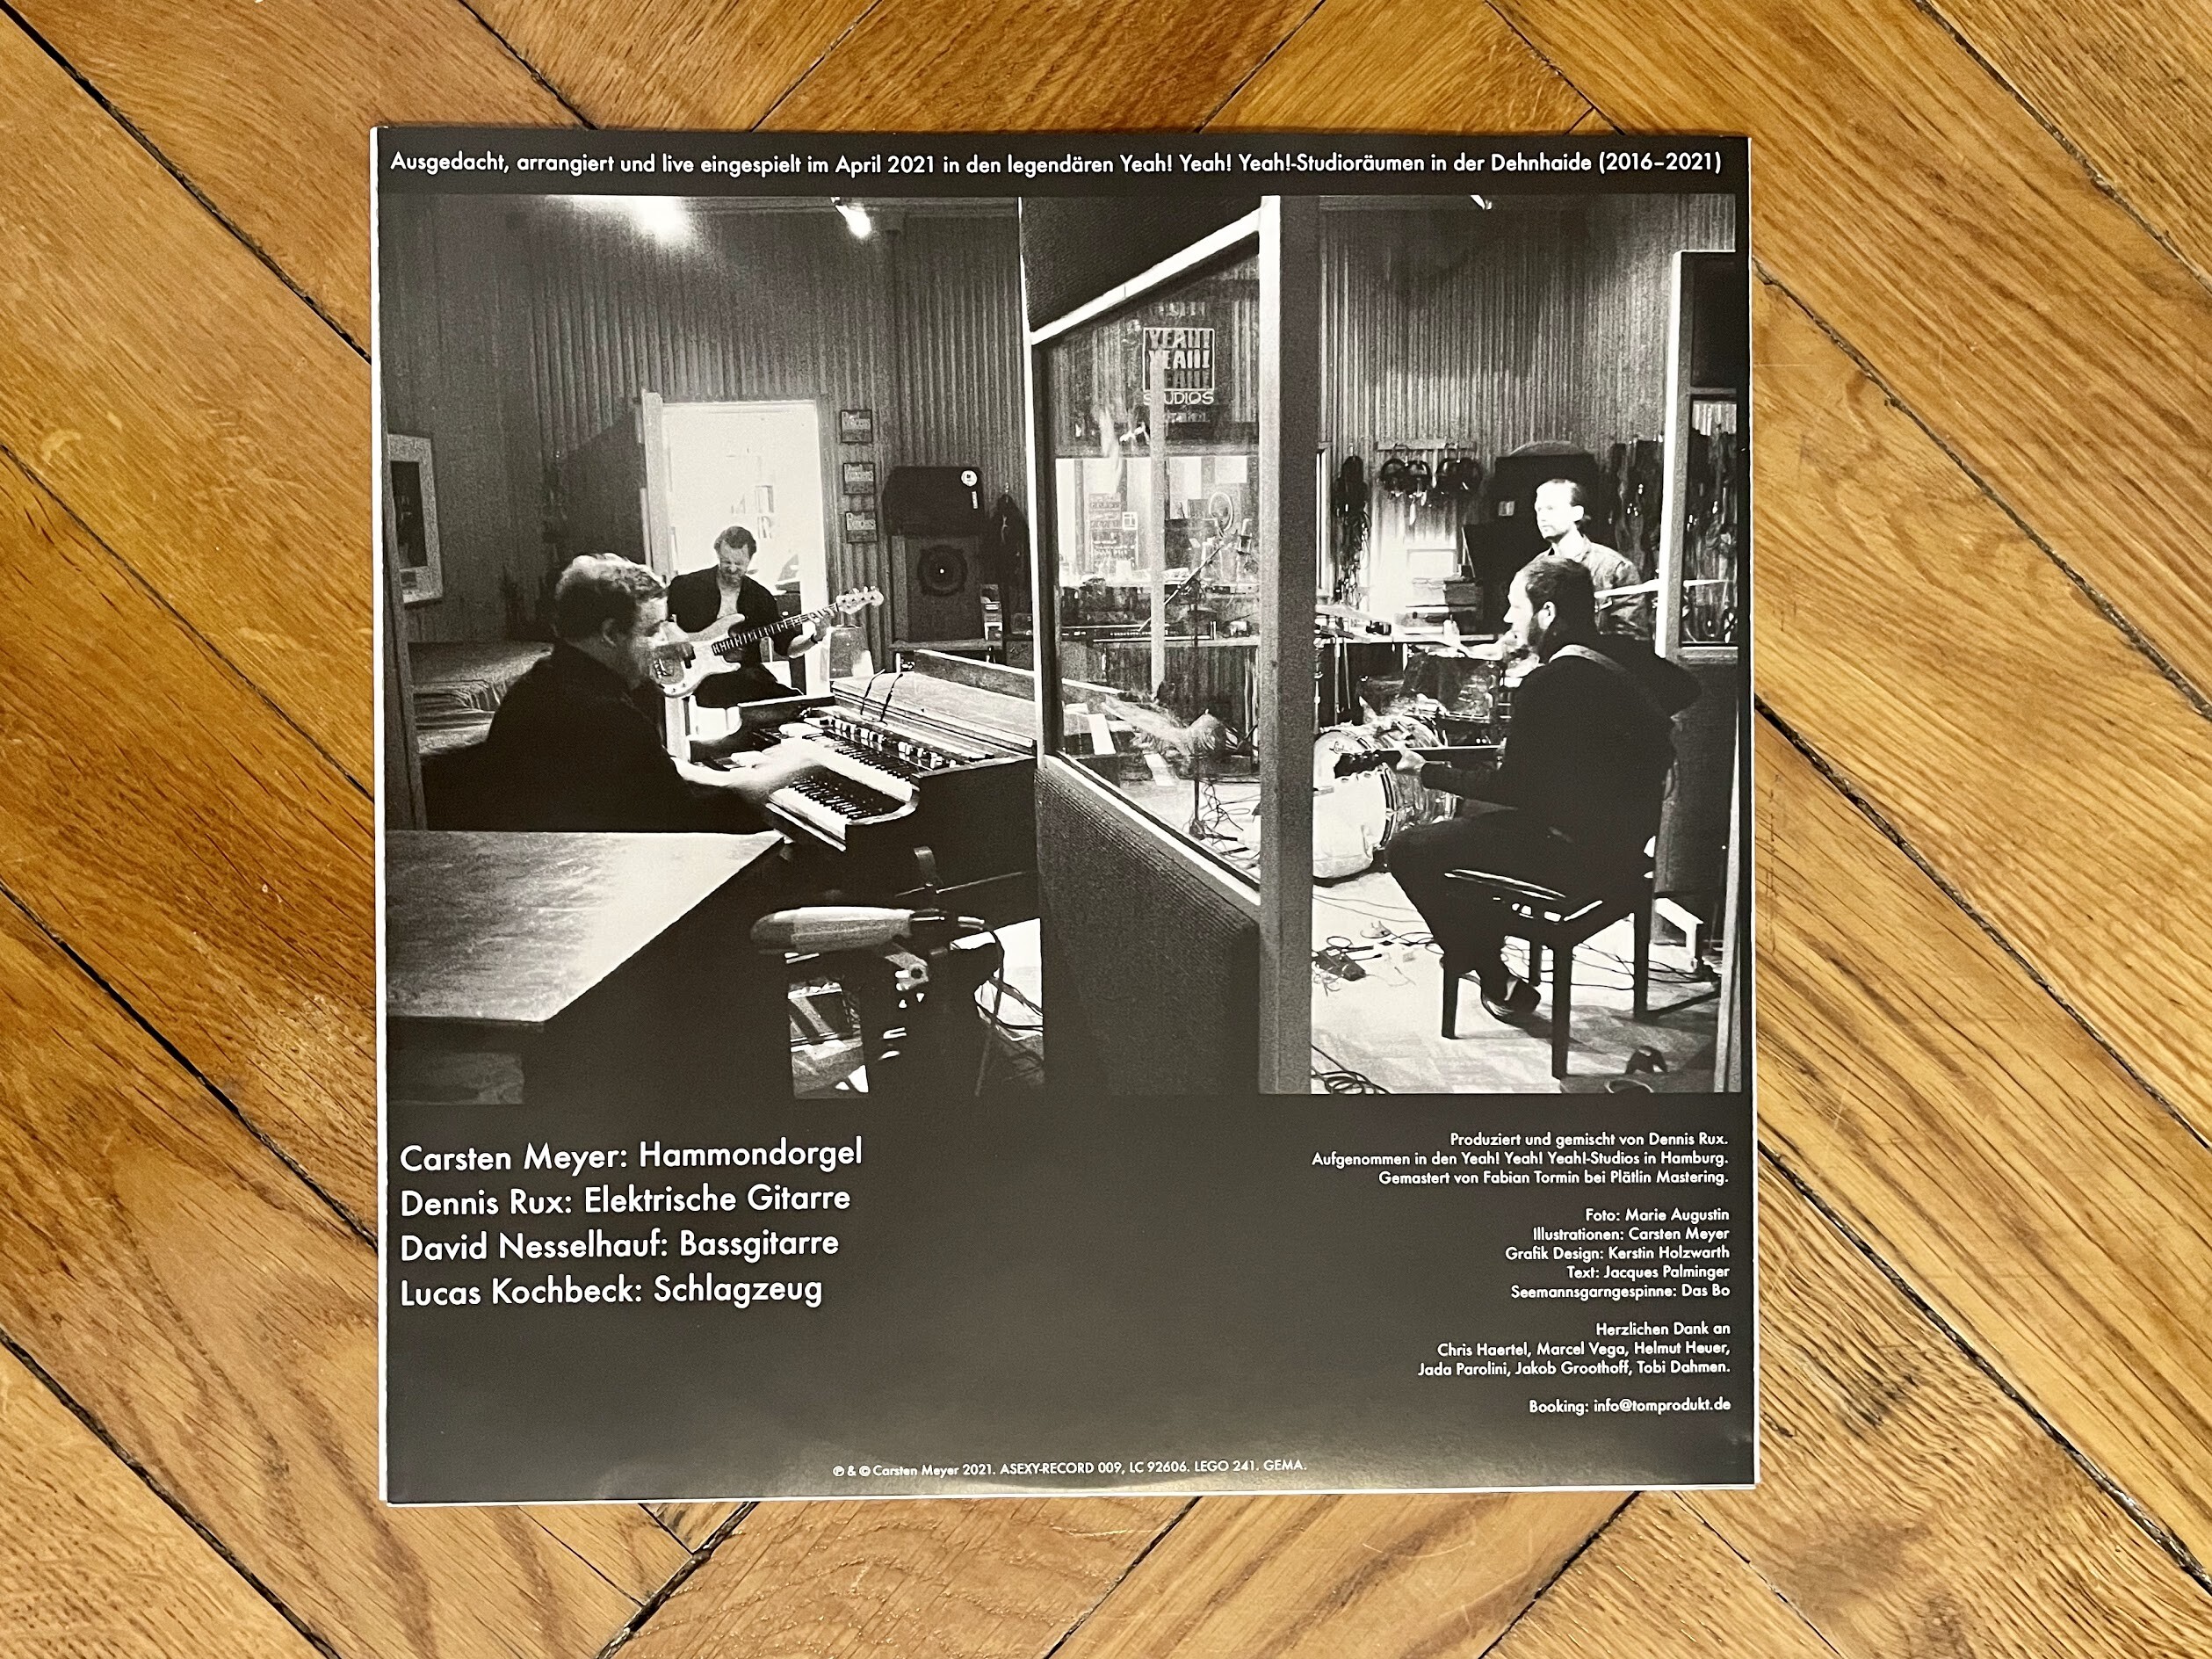 Ausgedacht, arrangiert und live eingespielt im April 2021 in den legendären Yeah! Yeah! Yeah!-Studioräumen in der Dehnhaide (2016–2021)
YEAH!
YEAH!
YEAH!
STUDIOS
Carsten Meyer: Hammondorgel
Dennis Rux: Elektrische Gitarre
David Nesselhauf: Bassgitarre
Lucas Kochbeck: Schlagzeug
Produziert und gemischt von Dennis Rux.
Aufgenommen in den Yeah! Yeah! Yeah!-Studios in Hamburg.
Gemastert von Fabian Tormin bei Plätlin Mastering.
Foto: Marie Augustin
Illustrationen: Carsten Meyer
Grafik Design: Kerstin Holzwarth
Text: Jacques Palminger
Seemannsgarngespinne: Das Bo
Herzlichen Dank an
Chris Haertel, Marcel Vega, Helmut Heuer,
Jada Parolini, Jakob Groothoff, Tobi Dahmen.
Booking: info@tomprodukt.de
℗ & © Carsten Meyer 2021. ASEXY-RECORD 009, LC 92606. LEGO 241. GEMA.